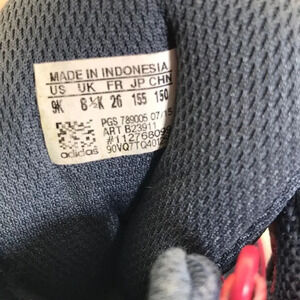 MADE IN INDONESIA
US UK FR JP CHN
9K 8½K 26 155 150
PGS 789005 07/15
ART B23911
adidas